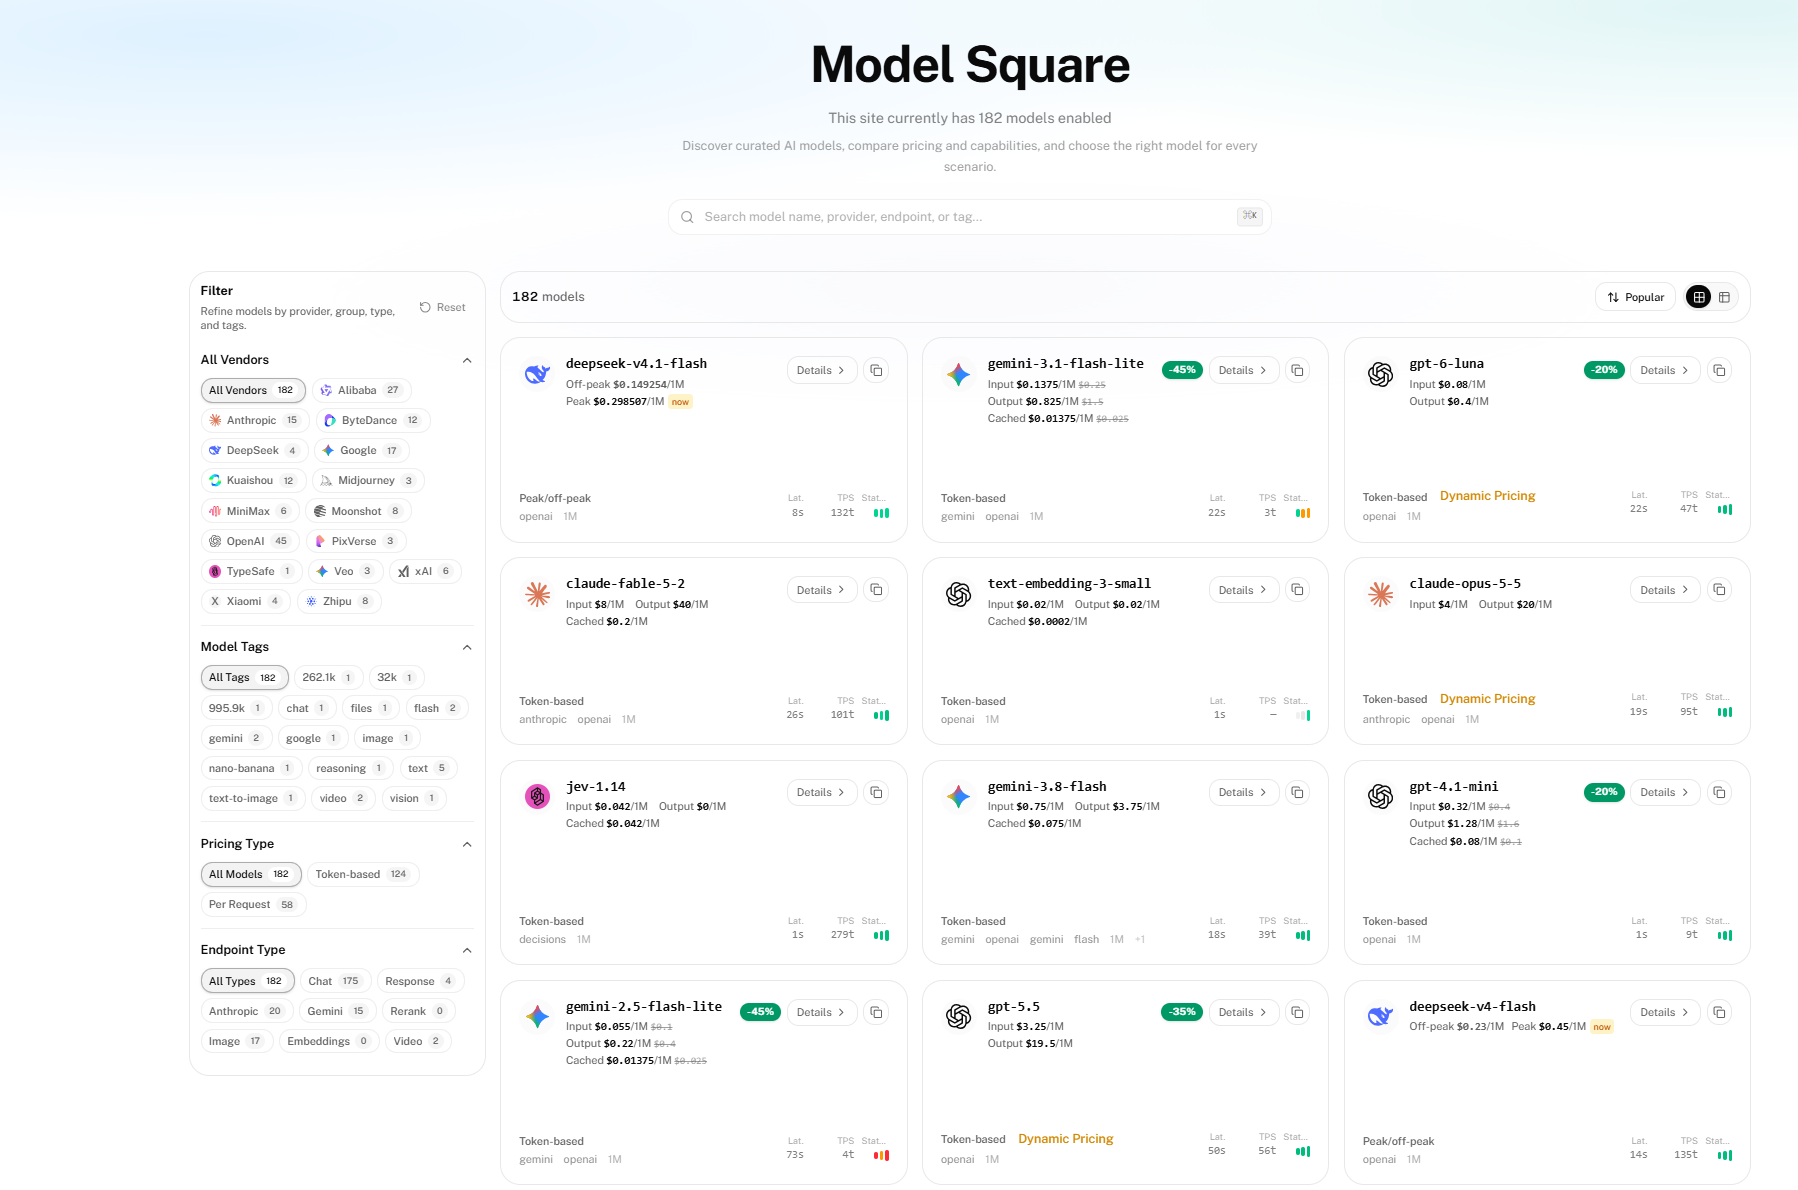 Model Square
This site currently has 182 models enabled
Discover curated AI models, compare pricing and capabilities, and choose the right model for every
scenario.
Search model name, provider, endpoint, or tag...
⌘K
Filter
Refine models by provider, group, type,
and tags.
Reset
All Vendors
All Vendors 182
Alibaba 27
Anthropic 15
ByteDance 12
DeepSeek 4
Google 17
Kuaishou 12
Midjourney 3
MiniMax 6
Moonshot 8
OpenAI 45
PixVerse 3
TypeSafe 1
Veo 3
xAI 6
Xiaomi 4
Zhipu 8
Model Tags
All Tags 182
262.1k 1
32k 1
995.9k 1
chat 1
files 1
flash 2
gemini 2
google 1
image 1
nano-banana 1
reasoning 1
text 5
text-to-image 1
video 2
vision 1
Pricing Type
All Models 182
Token-based 124
Per Request 58
Endpoint Type
All Types 182
Chat 175
Response 4
Anthropic 20
Gemini 15
Rerank 0
Image 17
Embeddings 0
Video 2
182 models
Popular
deepseek-v4.1-flash
Details
Off-peak $0.149254/1M
Peak $0.298507/1M now
Peak/off-peak
openai 1M
Lat. TPS Stat...
8s 132t
gemini-3.1-flash-lite
-45%
Details
Input $0.1375/1M $0.25
Output $0.825/1M $1.5
Cached $0.01375/1M $0.025
Token-based
gemini openai 1M
Lat. TPS Stat...
22s 3t
gpt-6-luna
-20%
Details
Input $0.08/1M
Output $0.4/1M
Token-based Dynamic Pricing
openai 1M
Lat. TPS Stat...
22s 47t
claude-fable-5-2
Details
Input $8/1M Output $40/1M
Cached $0.2/1M
Token-based
anthropic openai 1M
Lat. TPS Stat...
26s 101t
text-embedding-3-small
Details
Input $0.02/1M Output $0.02/1M
Cached $0.0002/1M
Token-based
openai 1M
Lat. TPS Stat...
1s —
claude-opus-5-5
Details
Input $4/1M Output $20/1M
Token-based Dynamic Pricing
anthropic openai 1M
Lat. TPS Stat...
19s 95t
jev-1.14
Details
Input $0.042/1M Output $0/1M
Cached $0.042/1M
Token-based
decisions 1M
Lat. TPS Stat...
1s 279t
gemini-3.8-flash
Details
Input $0.75/1M Output $3.75/1M
Cached $0.075/1M
Token-based
gemini openai gemini flash 1M +1
Lat. TPS Stat...
18s 39t
gpt-4.1-mini
-20%
Details
Input $0.32/1M $0.4
Output $1.28/1M $1.6
Cached $0.08/1M $0.1
Token-based
openai 1M
Lat. TPS Stat...
1s 9t
gemini-2.5-flash-lite
-45%
Details
Input $0.055/1M $0.1
Output $0.22/1M $0.4
Cached $0.01375/1M $0.025
Token-based
gemini openai 1M
Lat. TPS Stat...
73s 4t
gpt-5.5
-35%
Details
Input $3.25/1M
Output $19.5/1M
Token-based Dynamic Pricing
openai 1M
Lat. TPS Stat...
50s 56t
deepseek-v4-flash
Details
Off-peak $0.23/1M Peak $0.45/1M now
Peak/off-peak
openai 1M
Lat. TPS Stat...
14s 135t